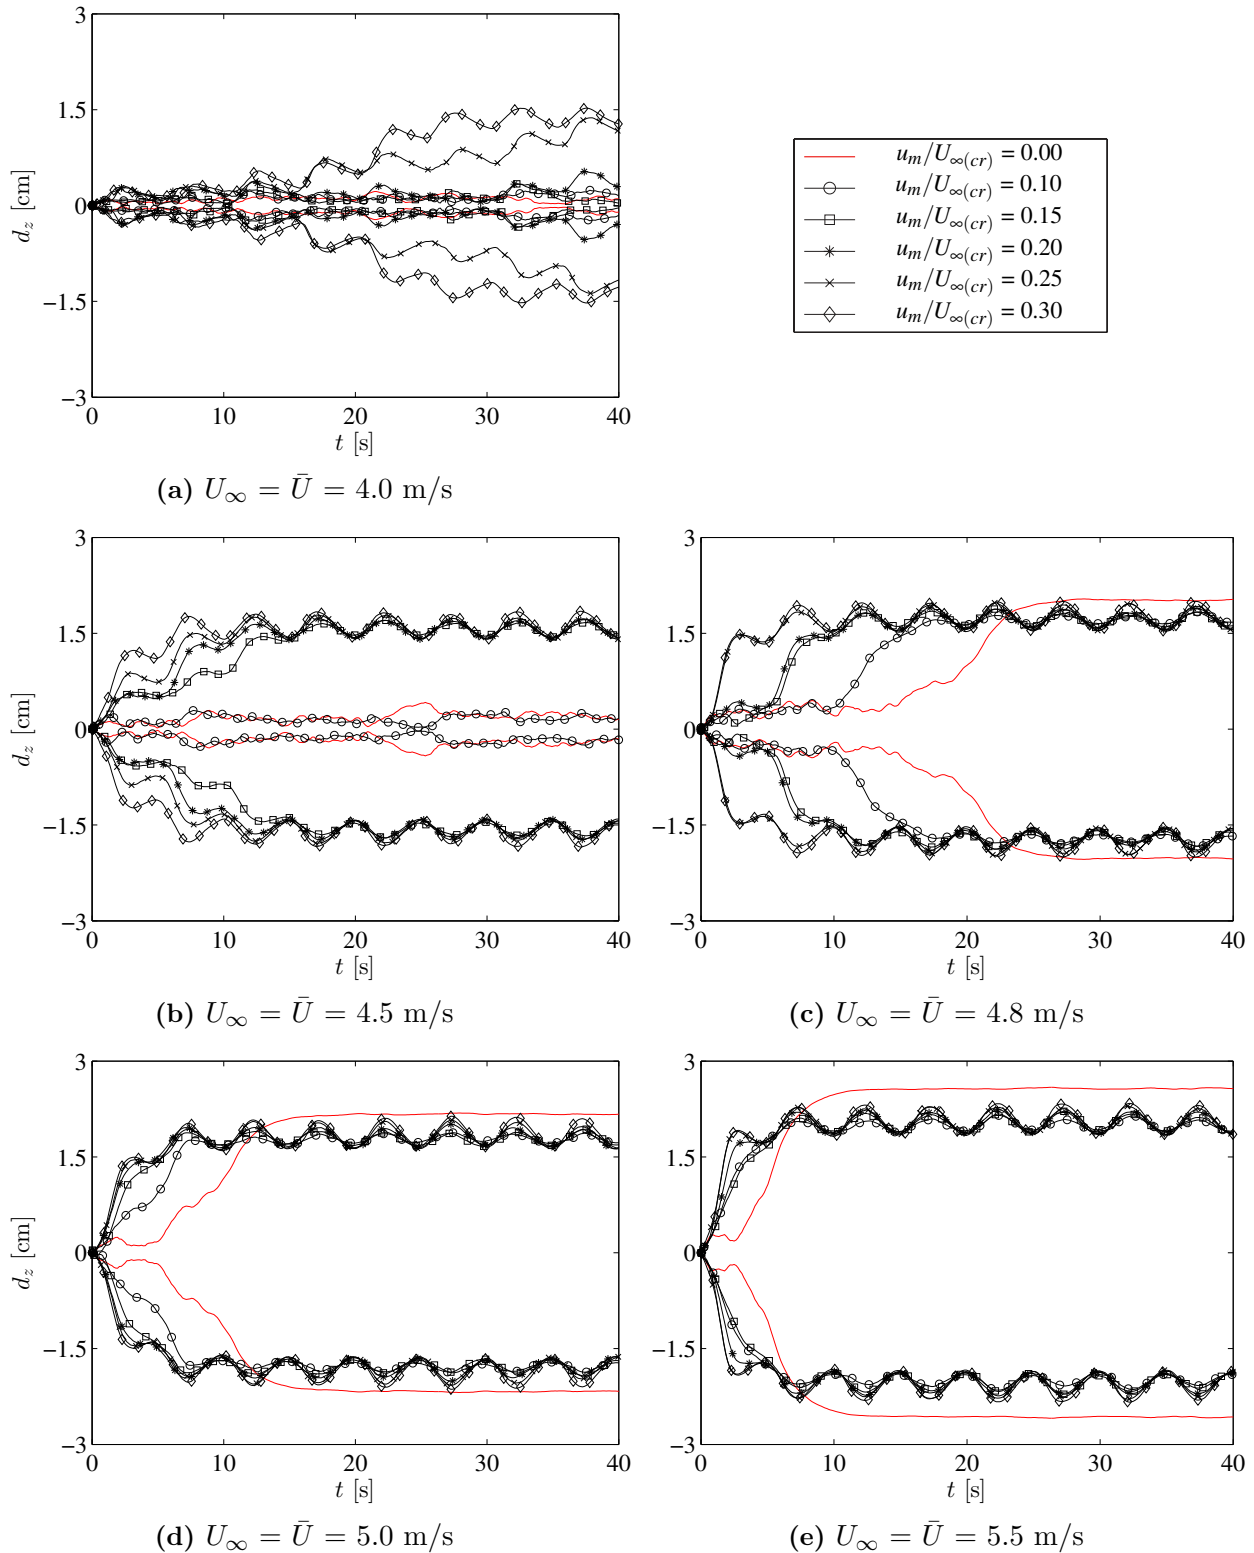 3
1.5
0
−1.5
−3
d_z [cm]
0 10 20 30 40
t [s]
(a) U_∞ = Ū = 4.0 m/s
u_m/U_∞(cr) = 0.00
u_m/U_∞(cr) = 0.10
u_m/U_∞(cr) = 0.15
u_m/U_∞(cr) = 0.20
u_m/U_∞(cr) = 0.25
u_m/U_∞(cr) = 0.30
3
1.5
0
−1.5
−3
d_z [cm]
0 10 20 30 40
t [s]
(b) U_∞ = Ū = 4.5 m/s
3
1.5
0
−1.5
−3
0 10 20 30 40
t [s]
(c) U_∞ = Ū = 4.8 m/s
3
1.5
0
−1.5
−3
d_z [cm]
0 10 20 30 40
t [s]
(d) U_∞ = Ū = 5.0 m/s
3
1.5
0
−1.5
−3
0 10 20 30 40
t [s]
(e) U_∞ = Ū = 5.5 m/s